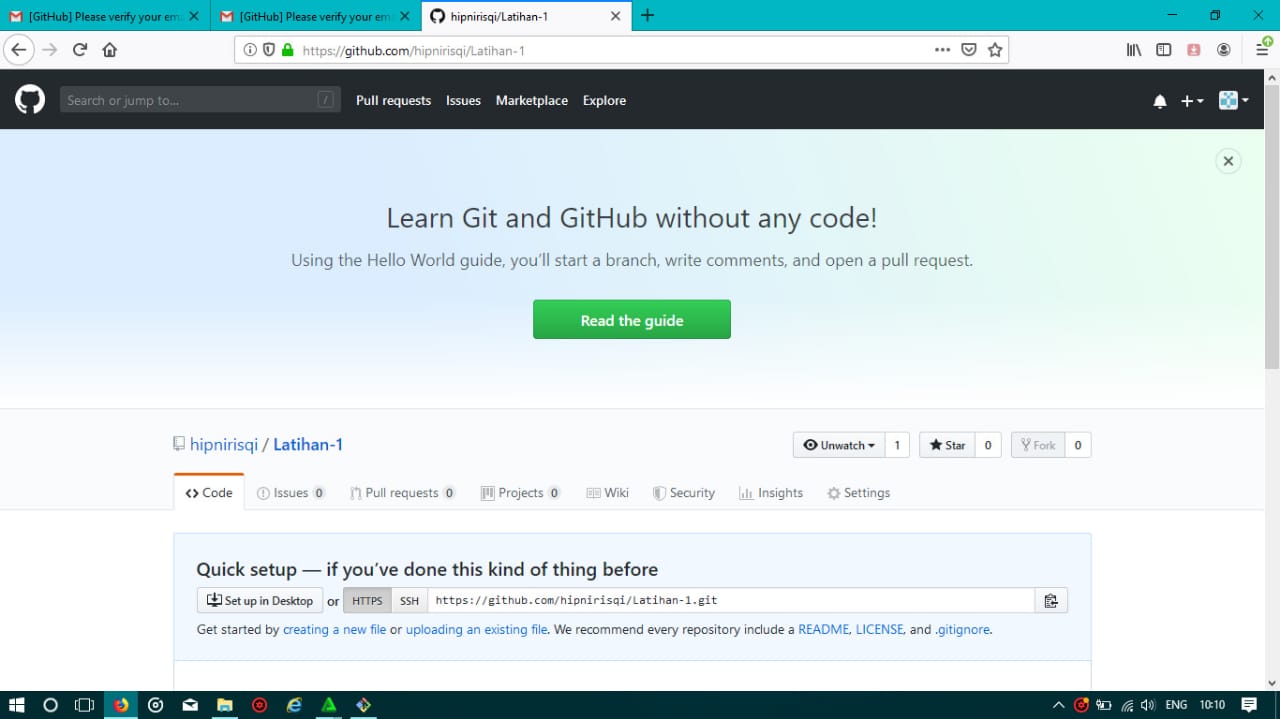 [GitHub] Please verify your ema
[GitHub] Please verify your ema
hipnirisqi/Latihan-1
https://github.com/hipnirisqi/Latihan-1
Search or jump to...
/
Pull requests
Issues
Marketplace
Explore
Learn Git and GitHub without any code!
Using the Hello World guide, you’ll start a branch, write comments, and open a pull request.
Read the guide
hipnirisqi / Latihan-1
Unwatch 1
Star 0
Fork 0
Code
Issues 0
Pull requests 0
Projects 0
Wiki
Security
Insights
Settings
Quick setup — if you’ve done this kind of thing before
Set up in Desktop or HTTPS SSH https://github.com/hipnirisqi/Latihan-1.git
Get started by creating a new file or uploading an existing file. We recommend every repository include a README, LICENSE, and .gitignore.
ENG 10:10